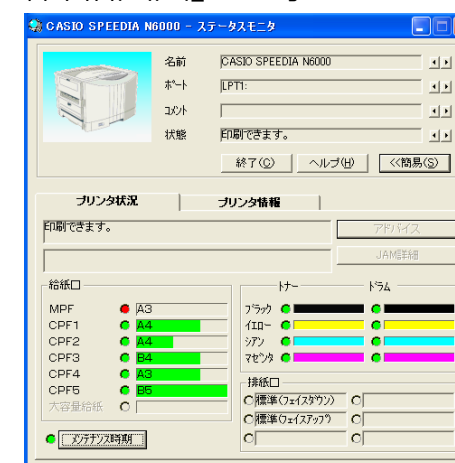 CASIO SPEEDIA N6000 - ステータスモニタ
名前 CASIO SPEEDIA N6000
ポート LPT1:
コメント
状態 印刷できます。
終了(C) ヘルプ(H) <<簡易(S)
プリンタ状況 プリンタ情報
印刷できます。 アドバイス
JAM詳細
給紙口 トナー ドラム
MPF A3 ブラック
CPF1 A4 イエロー
CPF2 A4 シアン
CPF3 B4 マゼンタ
CPF4 A3
CPF5 B5
大容量給紙
排紙口
標準(フェイスダウン)
標準(フェイスアップ)
メンテナンス時期